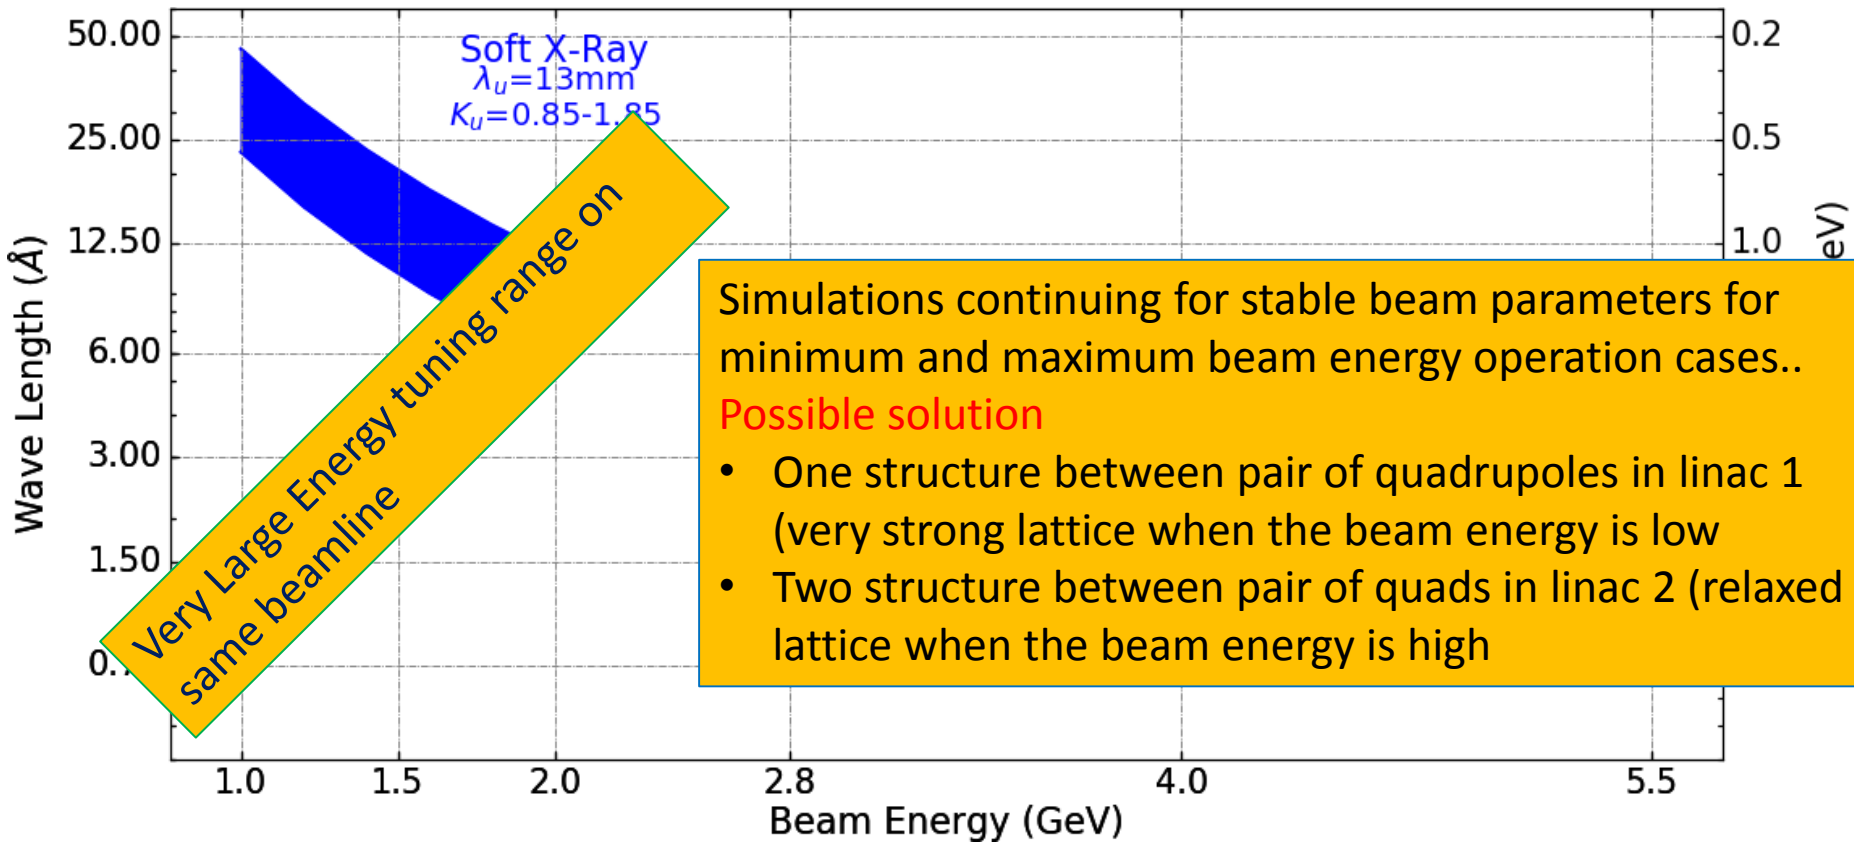 50.00
25.00
12.50
6.00
3.00
1.50
0.
Wave Length (Å)
Soft X-Ray
λu=13mm
Ku=0.85-1.85
0.2
0.5
1.0
eV)
Very Large Energy tuning range on
same beamline
Simulations continuing for stable beam parameters for
minimum and maximum beam energy operation cases..
Possible solution
• One structure between pair of quadrupoles in linac 1
(very strong lattice when the beam energy is low
• Two structure between pair of quads in linac 2 (relaxed
lattice when the beam energy is high
1.0 1.5 2.0 2.8 4.0 5.5
Beam Energy (GeV)